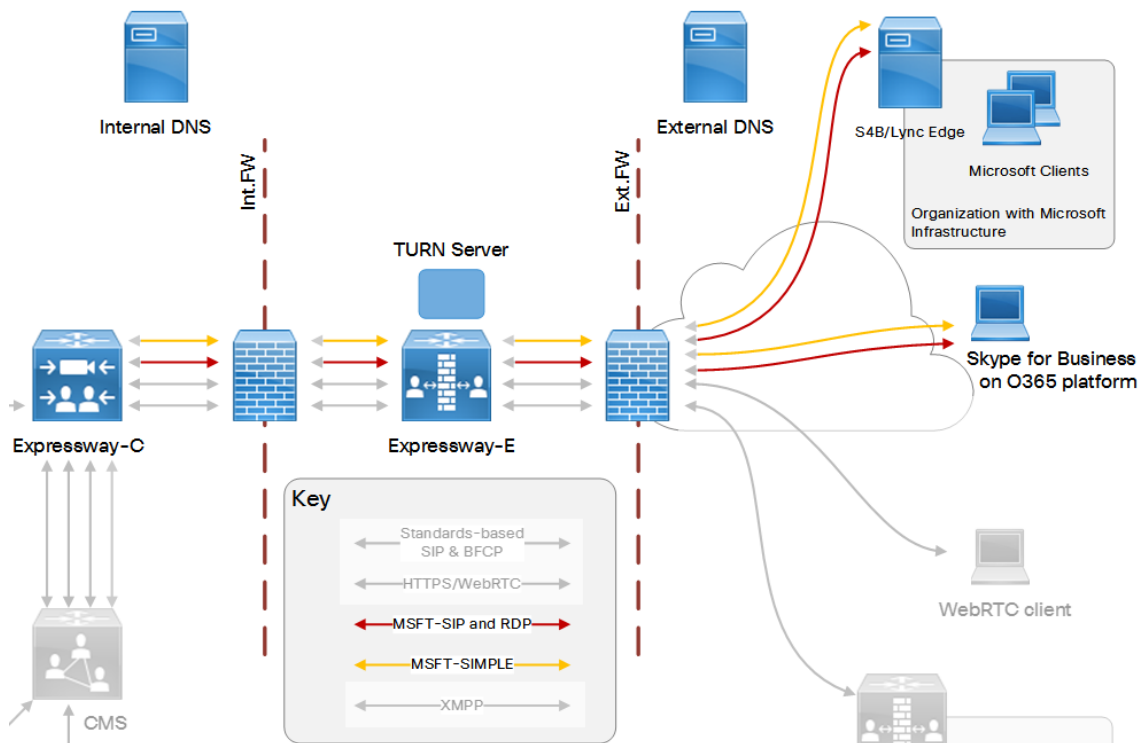 Internal DNS
External DNS
S4B/Lync Edge
Microsoft Clients
Organization with Microsoft
Infrastructure
Int.FW
Ext.FW
TURN Server
Expressway-C
Expressway-E
Skype for Business
on O365 platform
Key
Standards-based
SIP & BFCP
HTTPS/WebRTC
MSFT-SIP and RDP
MSFT-SIMPLE
XMPP
WebRTC client
CMS